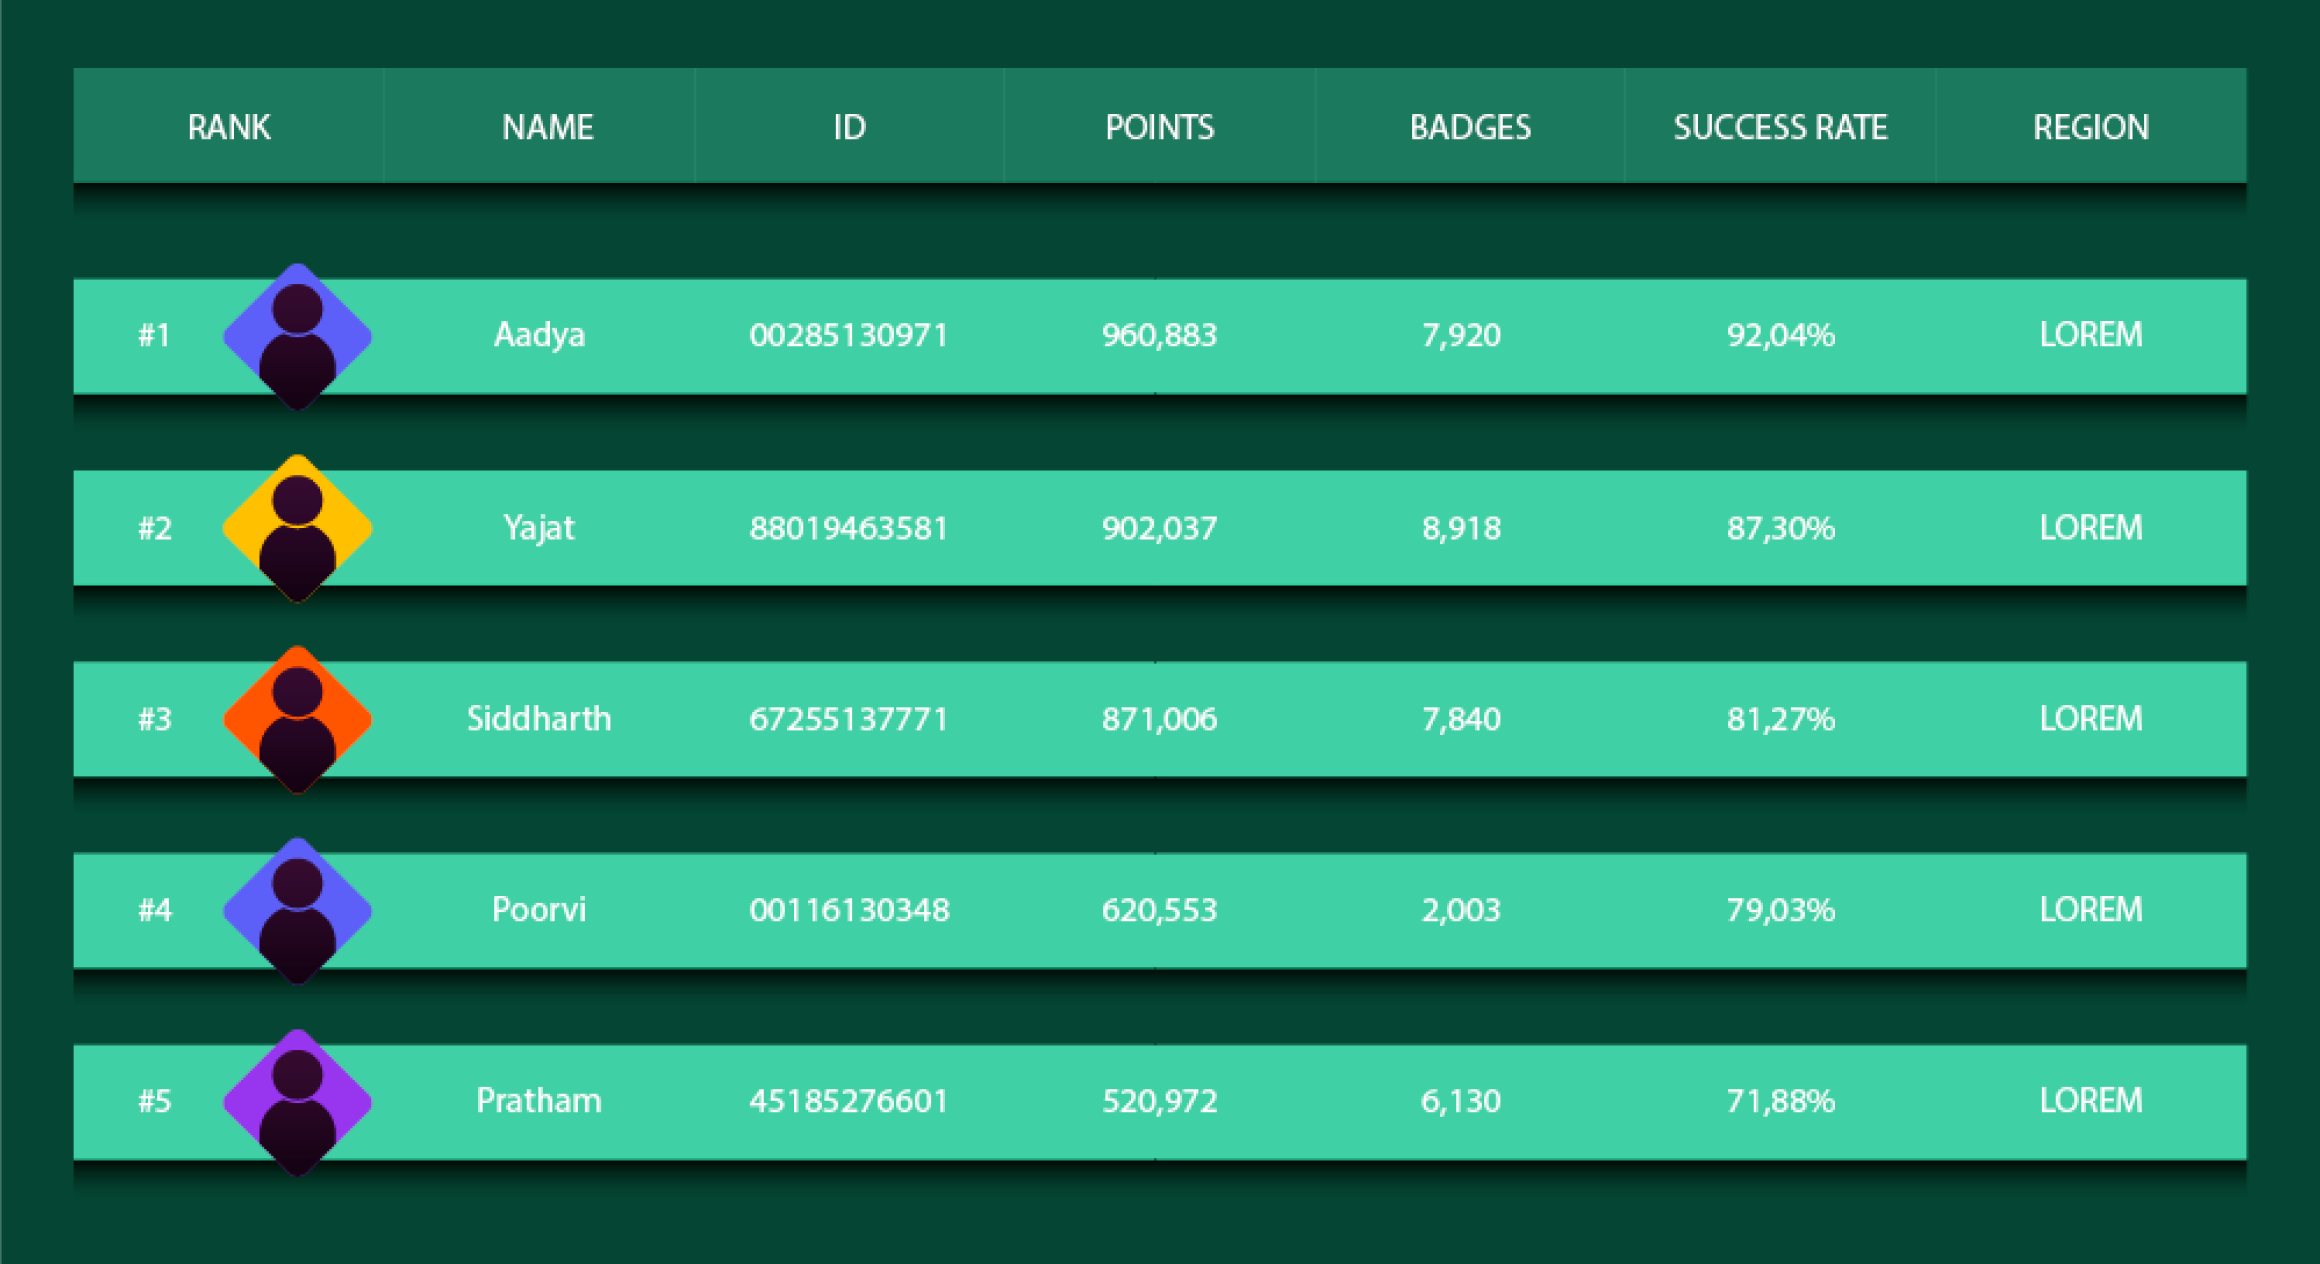 RANK NAME ID POINTS BADGES SUCCESS RATE REGION
#1 Aadya 00285130971 960,883 7,920 92,04% LOREM
#2 Yajat 88019463581 902,037 8,918 87,30% LOREM
#3 Siddharth 67255137771 871,006 7,840 81,27% LOREM
#4 Poorvi 00116130348 620,553 2,003 79,03% LOREM
#5 Pratham 45185276601 520,972 6,130 71,88% LOREM